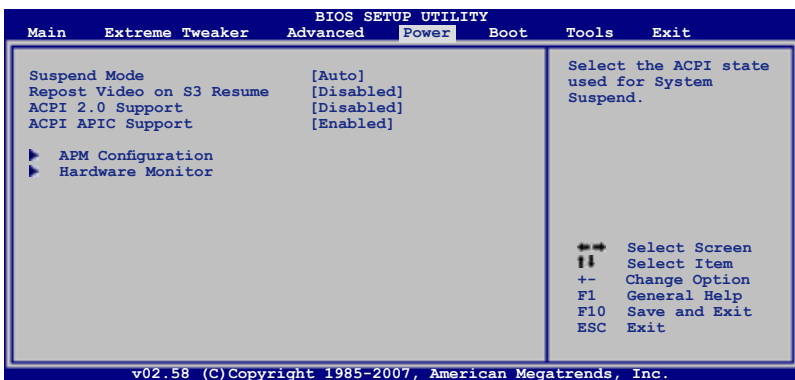 BIOS SETUP UTILITY
Main Extreme Tweaker Advanced Power Boot Tools Exit
Suspend Mode [Auto]
Repost Video on S3 Resume [Disabled]
ACPI 2.0 Support [Disabled]
ACPI APIC Support [Enabled]
APM Configuration
Hardware Monitor
Select the ACPI state
used for System
Suspend.
Select Screen
Select Item
+- Change Option
F1 General Help
F10 Save and Exit
ESC Exit
v02.58 (C)Copyright 1985-2007, American Megatrends, Inc.